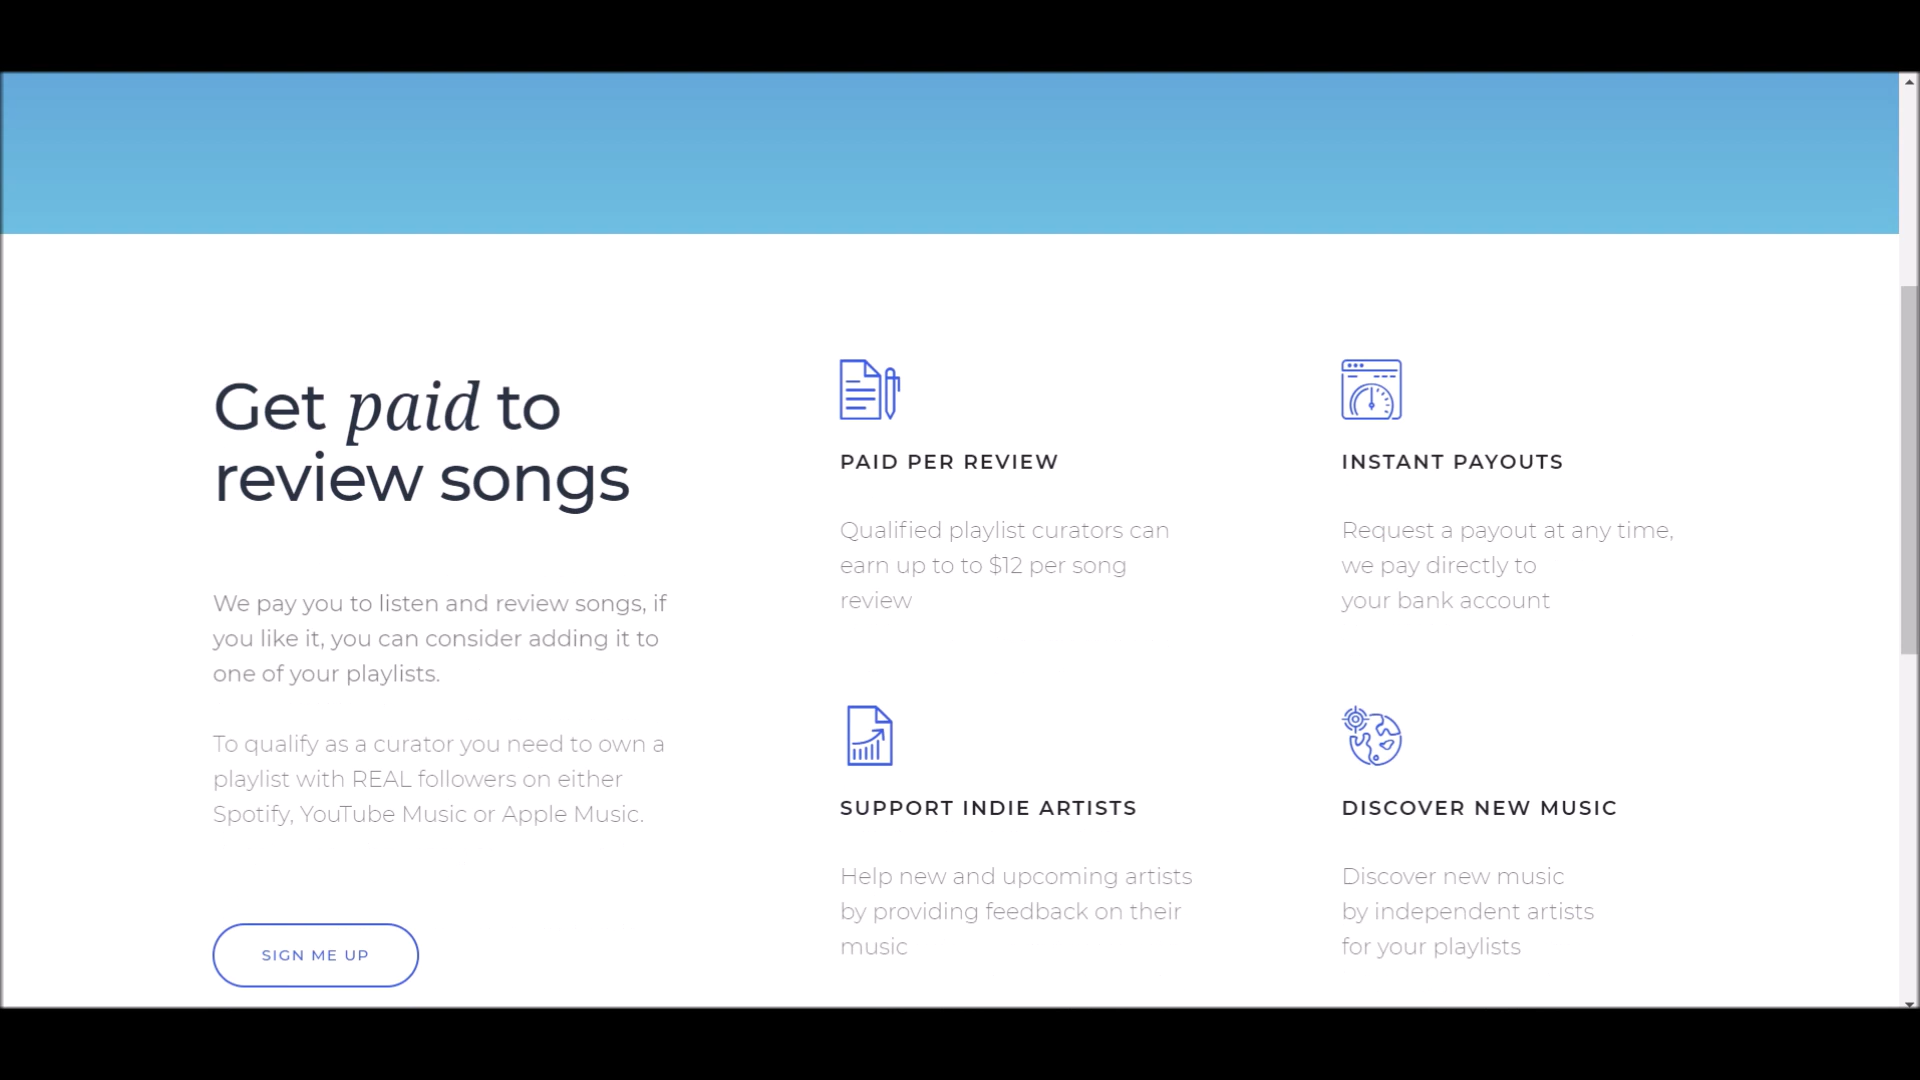 Get paid to
review songs
We pay you to listen and review songs, if
you like it, you can consider adding it to
one of your playlists.
To qualify as a curator you need to own a
playlist with REAL followers on either
Spotify, YouTube Music or Apple Music.
SIGN ME UP
PAID PER REVIEW
Qualified playlist curators can
earn up to to $12 per song
review
INSTANT PAYOUTS
Request a payout at any time,
we pay directly to
your bank account
SUPPORT INDIE ARTISTS
Help new and upcoming artists
by providing feedback on their
music
DISCOVER NEW MUSIC
Discover new music
by independent artists
for your playlists